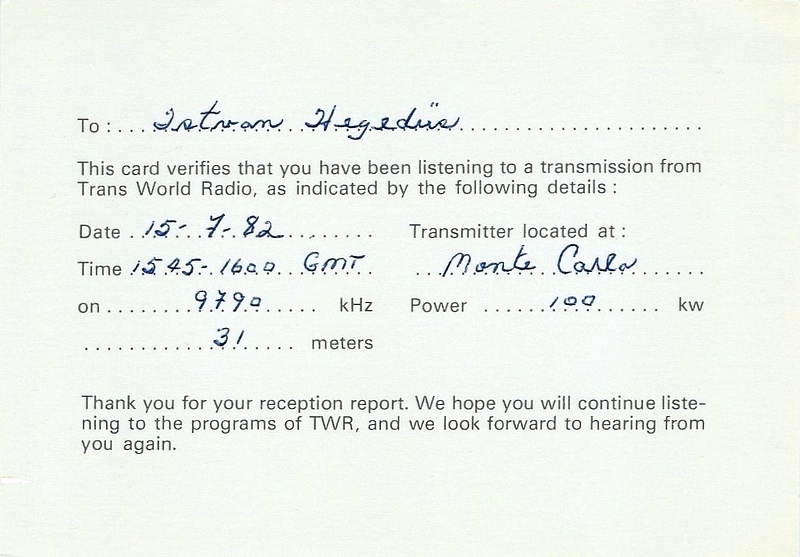 To:... Istvan Hegedüs
This card verifies that you have been listening to a transmission from
Trans World Radio, as indicated by the following details:
Date 15-7-82 Transmitter located at:
Time 1545-1600 GMT Monte Carlo
on 9790 kHz Power 100 kw
31 meters
Thank you for your reception report. We hope you will continue liste-
ning to the programs of TWR, and we look forward to hearing from
you again.